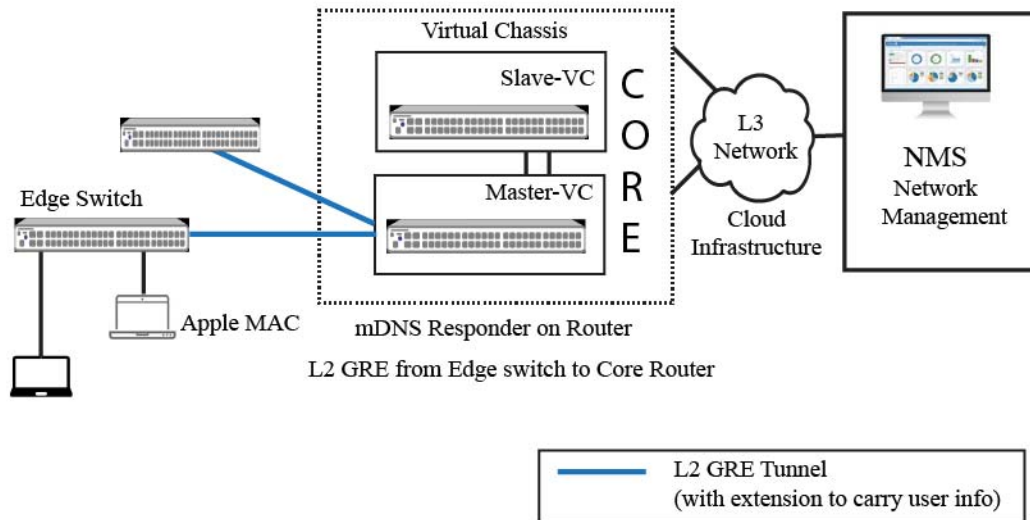 Virtual Chassis
Slave-VC
Master-VC
CORE
Edge Switch
Apple MAC
L3
Network
Cloud
Infrastructure
NMS
Network
Management
mDNS Responder on Router
L2 GRE from Edge switch to Core Router
L2 GRE Tunnel
(with extension to carry user info)